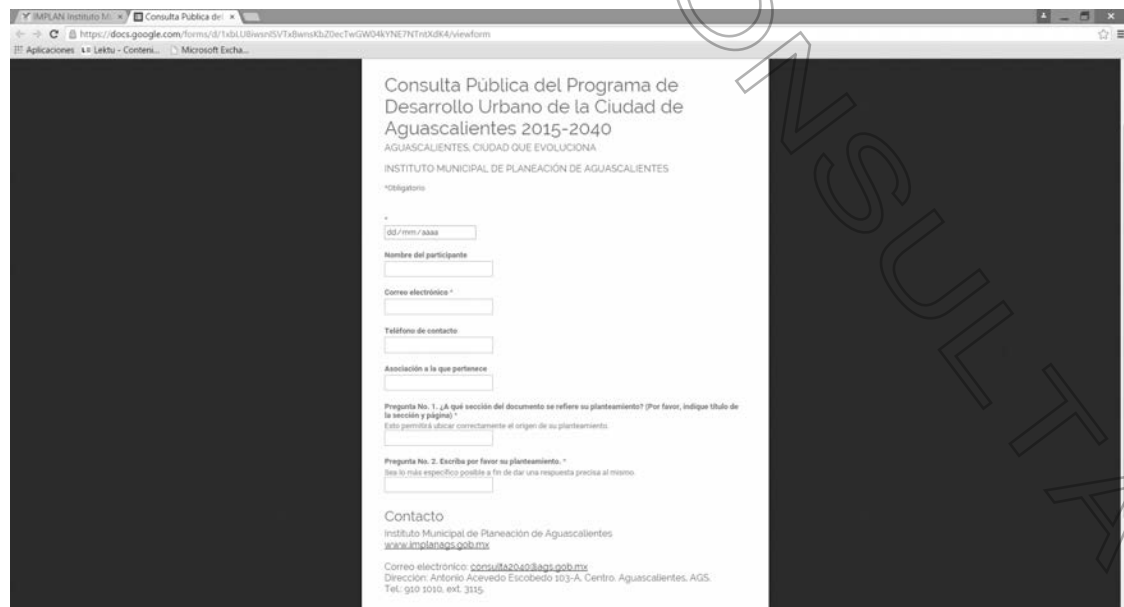 IMPLAN Instituto Mu
Consulta Pública del
https://docs.google.com/forms/d/
/viewform
Aplicaciones Lektu - Conteni... Microsoft Excha...
Consulta Pública del Programa de
Desarrollo Urbano de la Ciudad de
Aguascalientes 2015-2040
AGUASCALIENTES, CIUDAD QUE EVOLUCIONA
INSTITUTO MUNICIPAL DE PLANEACIÓN DE AGUASCALIENTES
*Obligatorio
*
dd/mm/aaaa
Nombre del participante
Correo electrónico *
Teléfono de contacto
Asociación a la que pertenece
Pregunta No. 1. ¿A qué sección del documento se refiere su planteamiento? (Por favor, indique título de
la sección y página) *
Esto permitirá ubicar correctamente el origen de su planteamiento.
Pregunta No. 2. Escriba por favor su planteamiento. *
Sea lo más específico posible a fin de dar una respuesta precisa al mismo.
Contacto
Instituto Municipal de Planeación de Aguascalientes
www.implanags.gob.mx
Correo electrónico: consulta2040@ags.gob.mx
Dirección: Antonio Acevedo Escobedo 103-A, Centro. Aguascalientes, AGS.
Tel.: 910 1010, ext. 3115.
ONSULTA